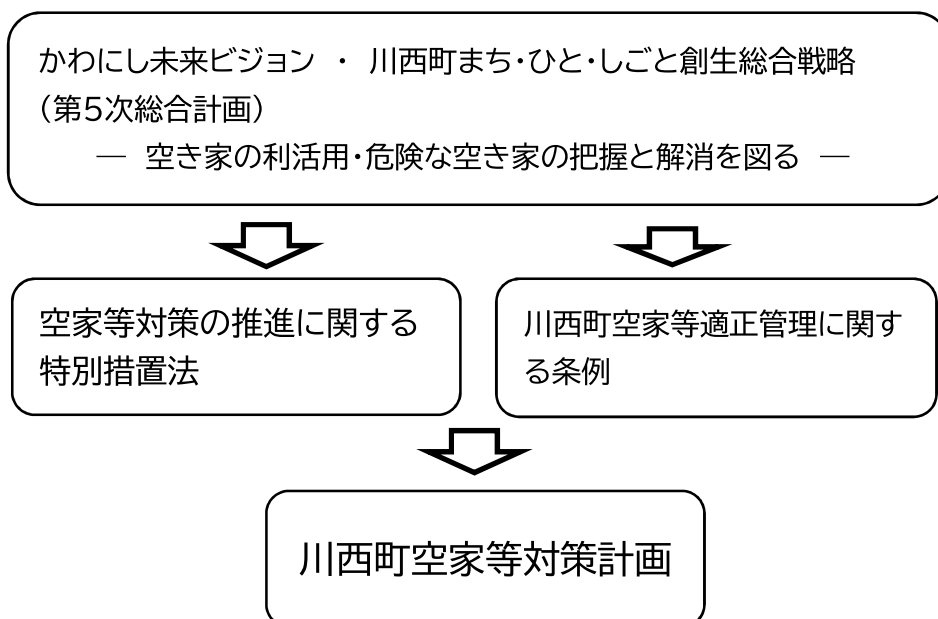 かわにし未来ビジョン ・ 川西町まち・ひと・しごと創生総合戦略
（第5次総合計画）
― 空き家の利活用・危険な空き家の把握と解消を図る ―
空家等対策の推進に関する
特別措置法
川西町空家等適正管理に関す
る条例
川西町空家等対策計画